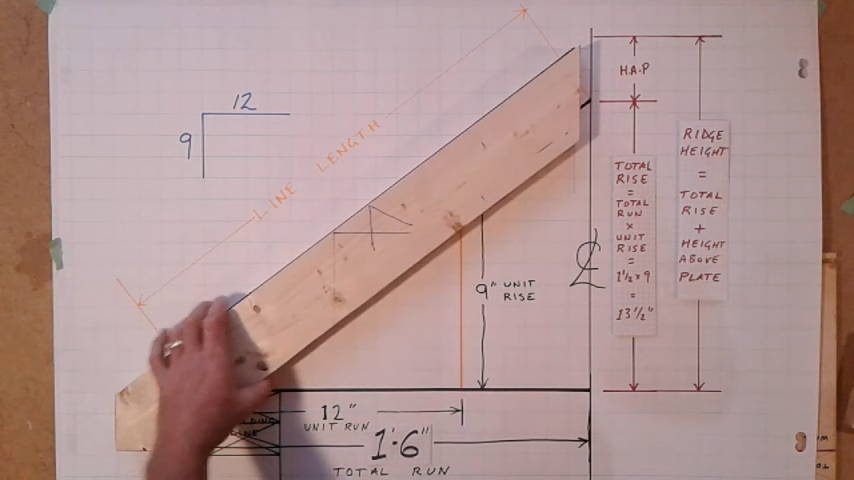 12
9
LINE LENGTH
H.A.P
RIDGE
HEIGHT
=
TOTAL
RISE
+
HEIGHT
ABOVE
PLATE
TOTAL
RISE
=
TOTAL
RUN
x
UNIT
RISE
=
1½ x 9
=
13½"
℄
9" UNIT
RISE
12"
UNIT RUN
1'-6"
TOTAL RUN